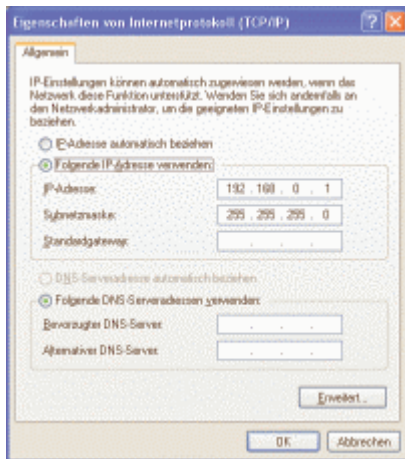 Eigenschaften von Internetprotokoll (TCP/IP)
Allgemein
IP-Einstellungen können automatisch zugewiesen werden, wenn das
Netzwerk diese Funktion unterstützt. Wenden Sie sich andernfalls an
den Netzwerkadministrator, um die geeigneten IP-Einstellungen zu
beziehen.
IP-Adresse automatisch beziehen
Folgende IP-Adresse verwenden:
IP-Adresse: 192 . 168 . 0 . 1
Subnetzmaske: 255 . 255 . 255 . 0
Standardgateway: . . .
DNS-Serveradresse automatisch beziehen
Folgende DNS-Serveradressen verwenden:
Bevorzugter DNS-Server: . . .
Alternativer DNS-Server: . . .
Erweitert...
OK Abbrechen